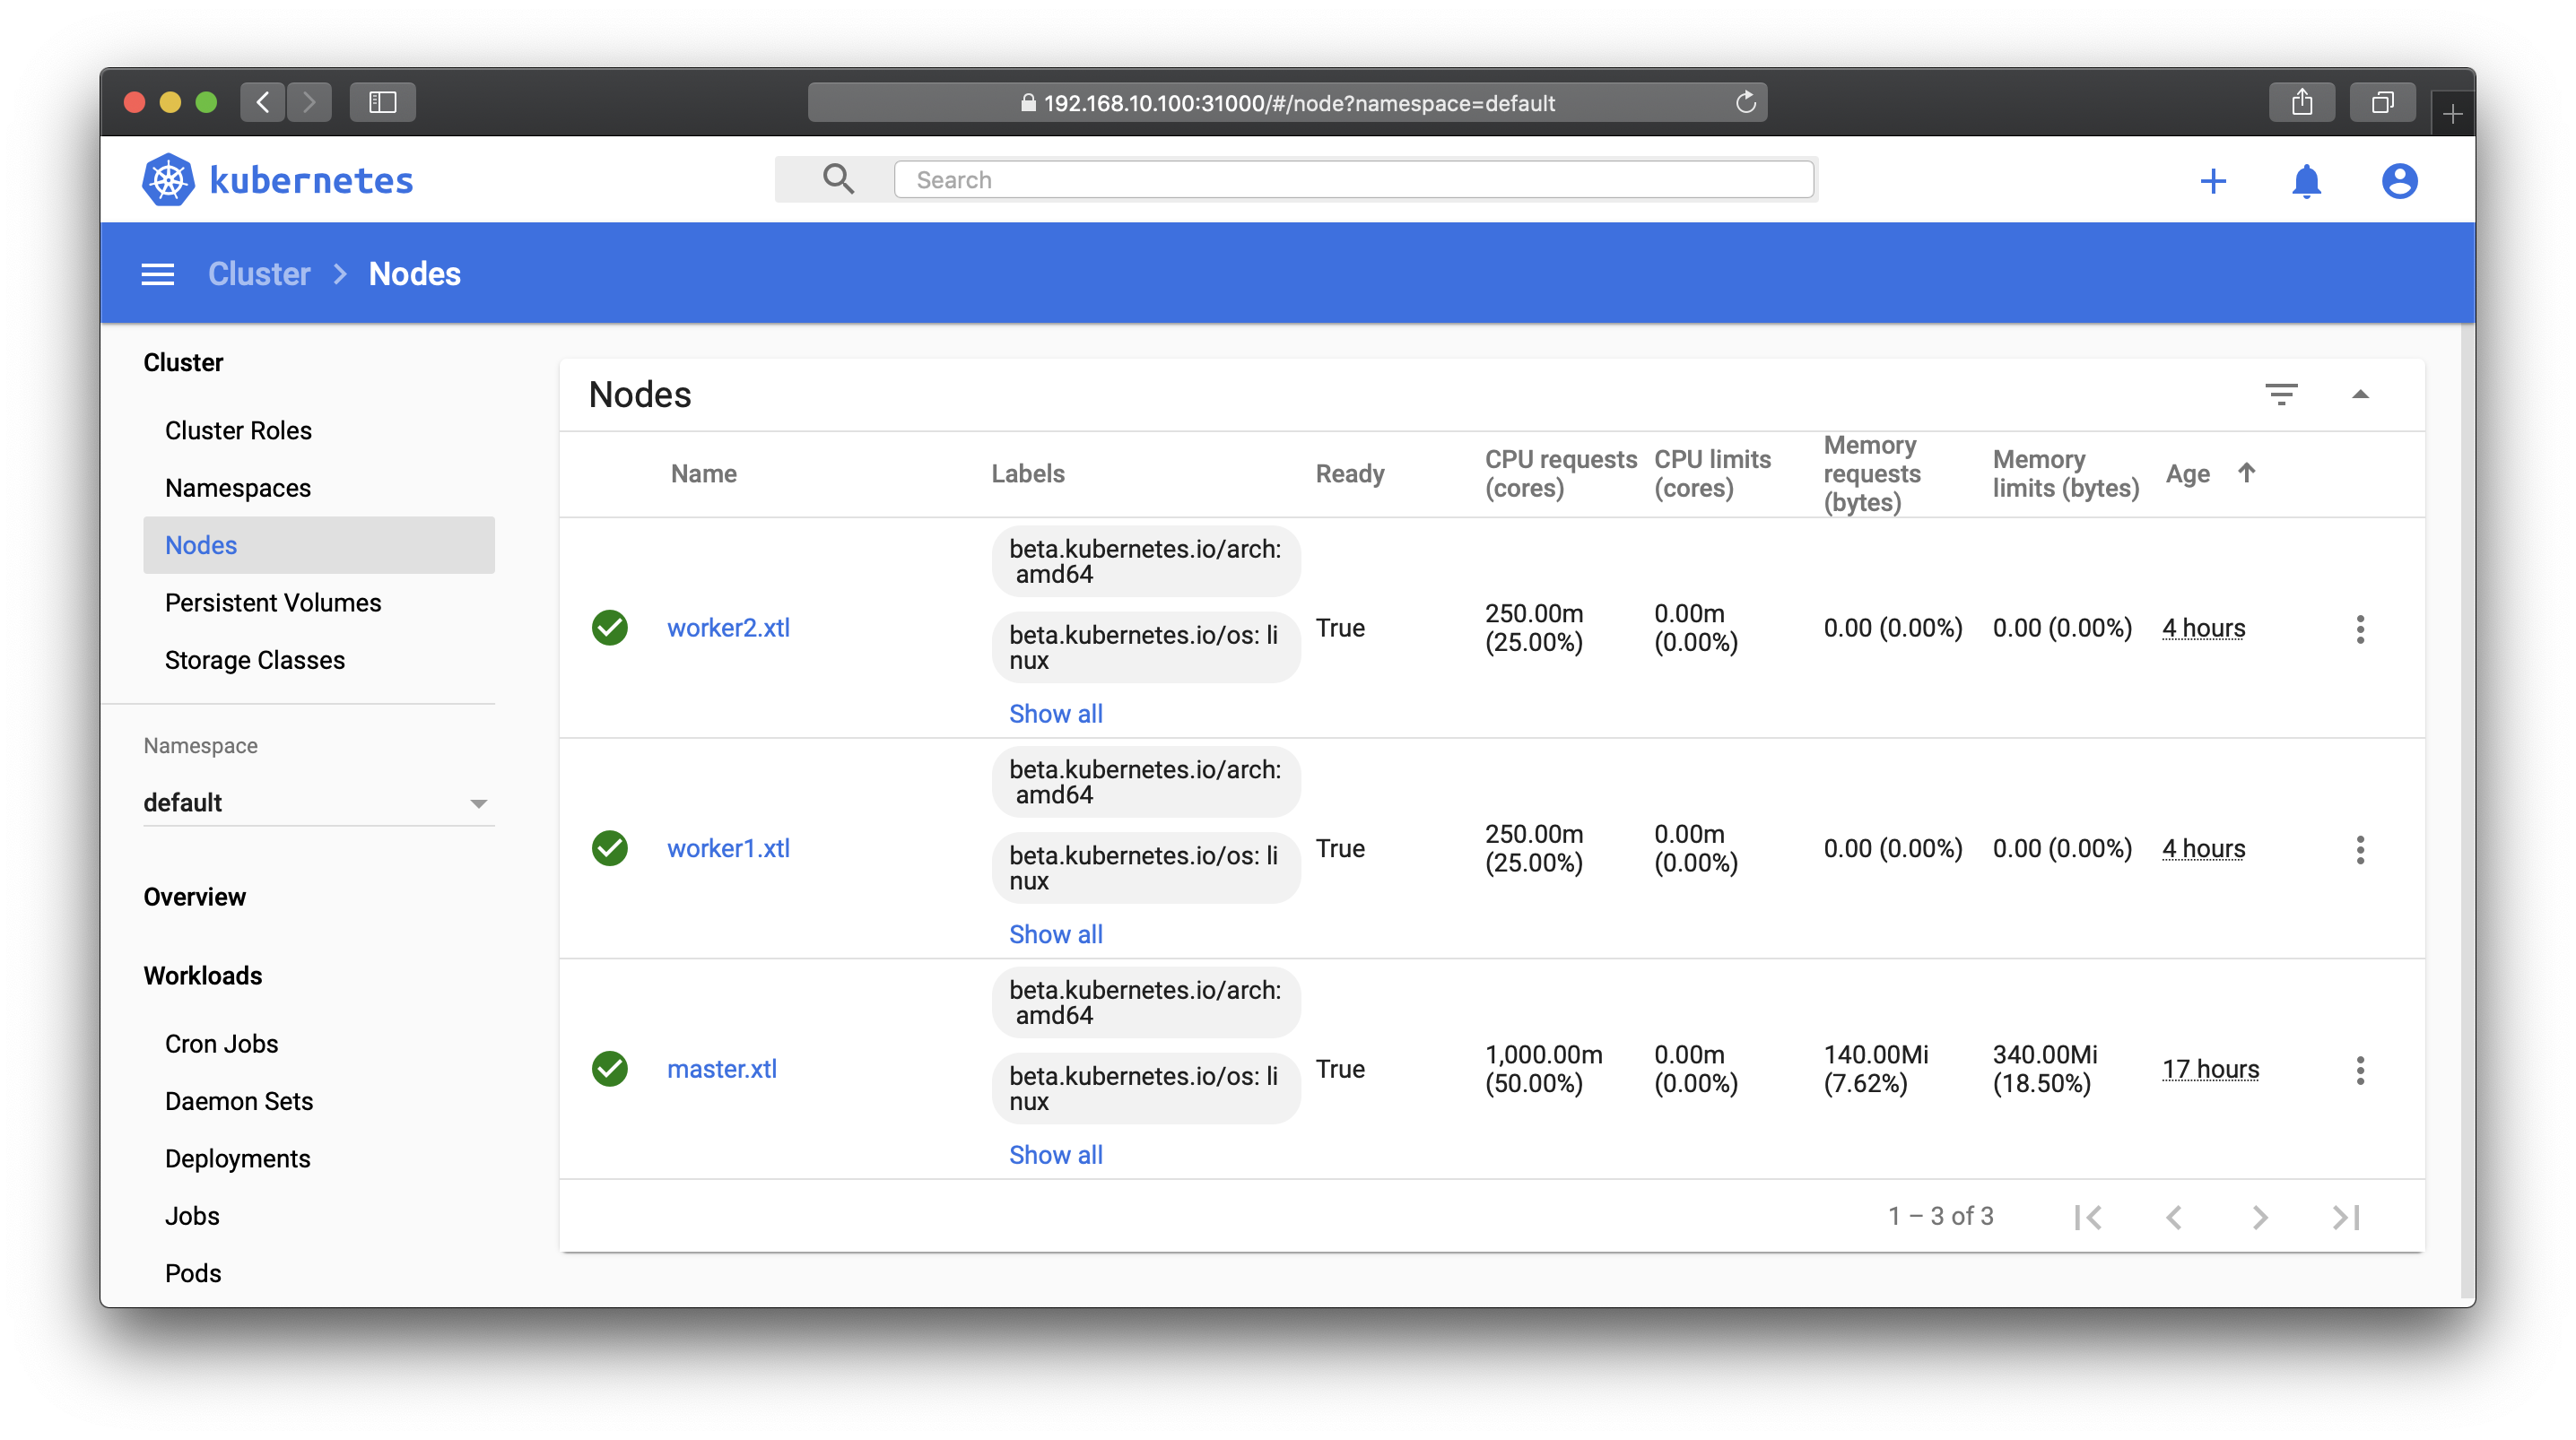 192.168.10.100:31000/#/node?namespace=default
kubernetes
Search
Cluster
Nodes
Cluster
Cluster Roles
Namespaces
Nodes
Persistent Volumes
Storage Classes
Namespace
default
Overview
Workloads
Cron Jobs
Daemon Sets
Deployments
Jobs
Pods
Nodes
Name
Labels
Ready
CPU requests
(cores)
CPU limits
(cores)
Memory
requests
(bytes)
Memory
limits (bytes)
Age
worker2.xtl
beta.kubernetes.io/arch:
amd64
beta.kubernetes.io/os: li
nux
Show all
True
250.00m
(25.00%)
0.00m
(0.00%)
0.00 (0.00%)
0.00 (0.00%)
4 hours
worker1.xtl
beta.kubernetes.io/arch:
amd64
beta.kubernetes.io/os: li
nux
Show all
True
250.00m
(25.00%)
0.00m
(0.00%)
0.00 (0.00%)
0.00 (0.00%)
4 hours
master.xtl
beta.kubernetes.io/arch:
amd64
beta.kubernetes.io/os: li
nux
Show all
True
1,000.00m
(50.00%)
0.00m
(0.00%)
140.00Mi
(7.62%)
340.00Mi
(18.50%)
17 hours
1 – 3 of 3